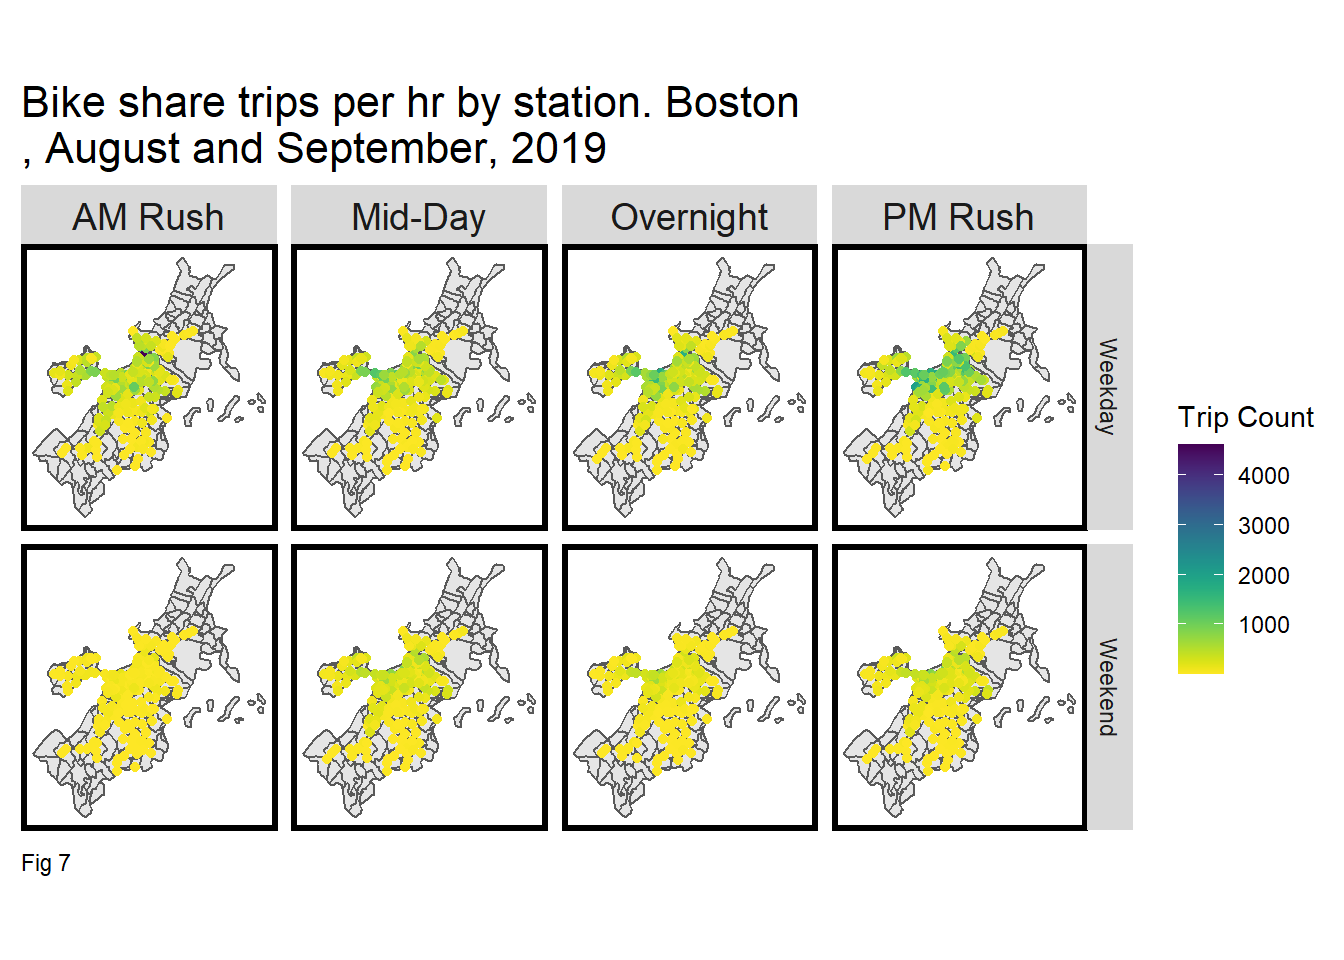 Bike share trips per hr by station. Boston
, August and September, 2019
AM Rush
Mid-Day
Overnight
PM Rush
Weekday
Weekend
Trip Count
4000
3000
2000
1000
Fig 7